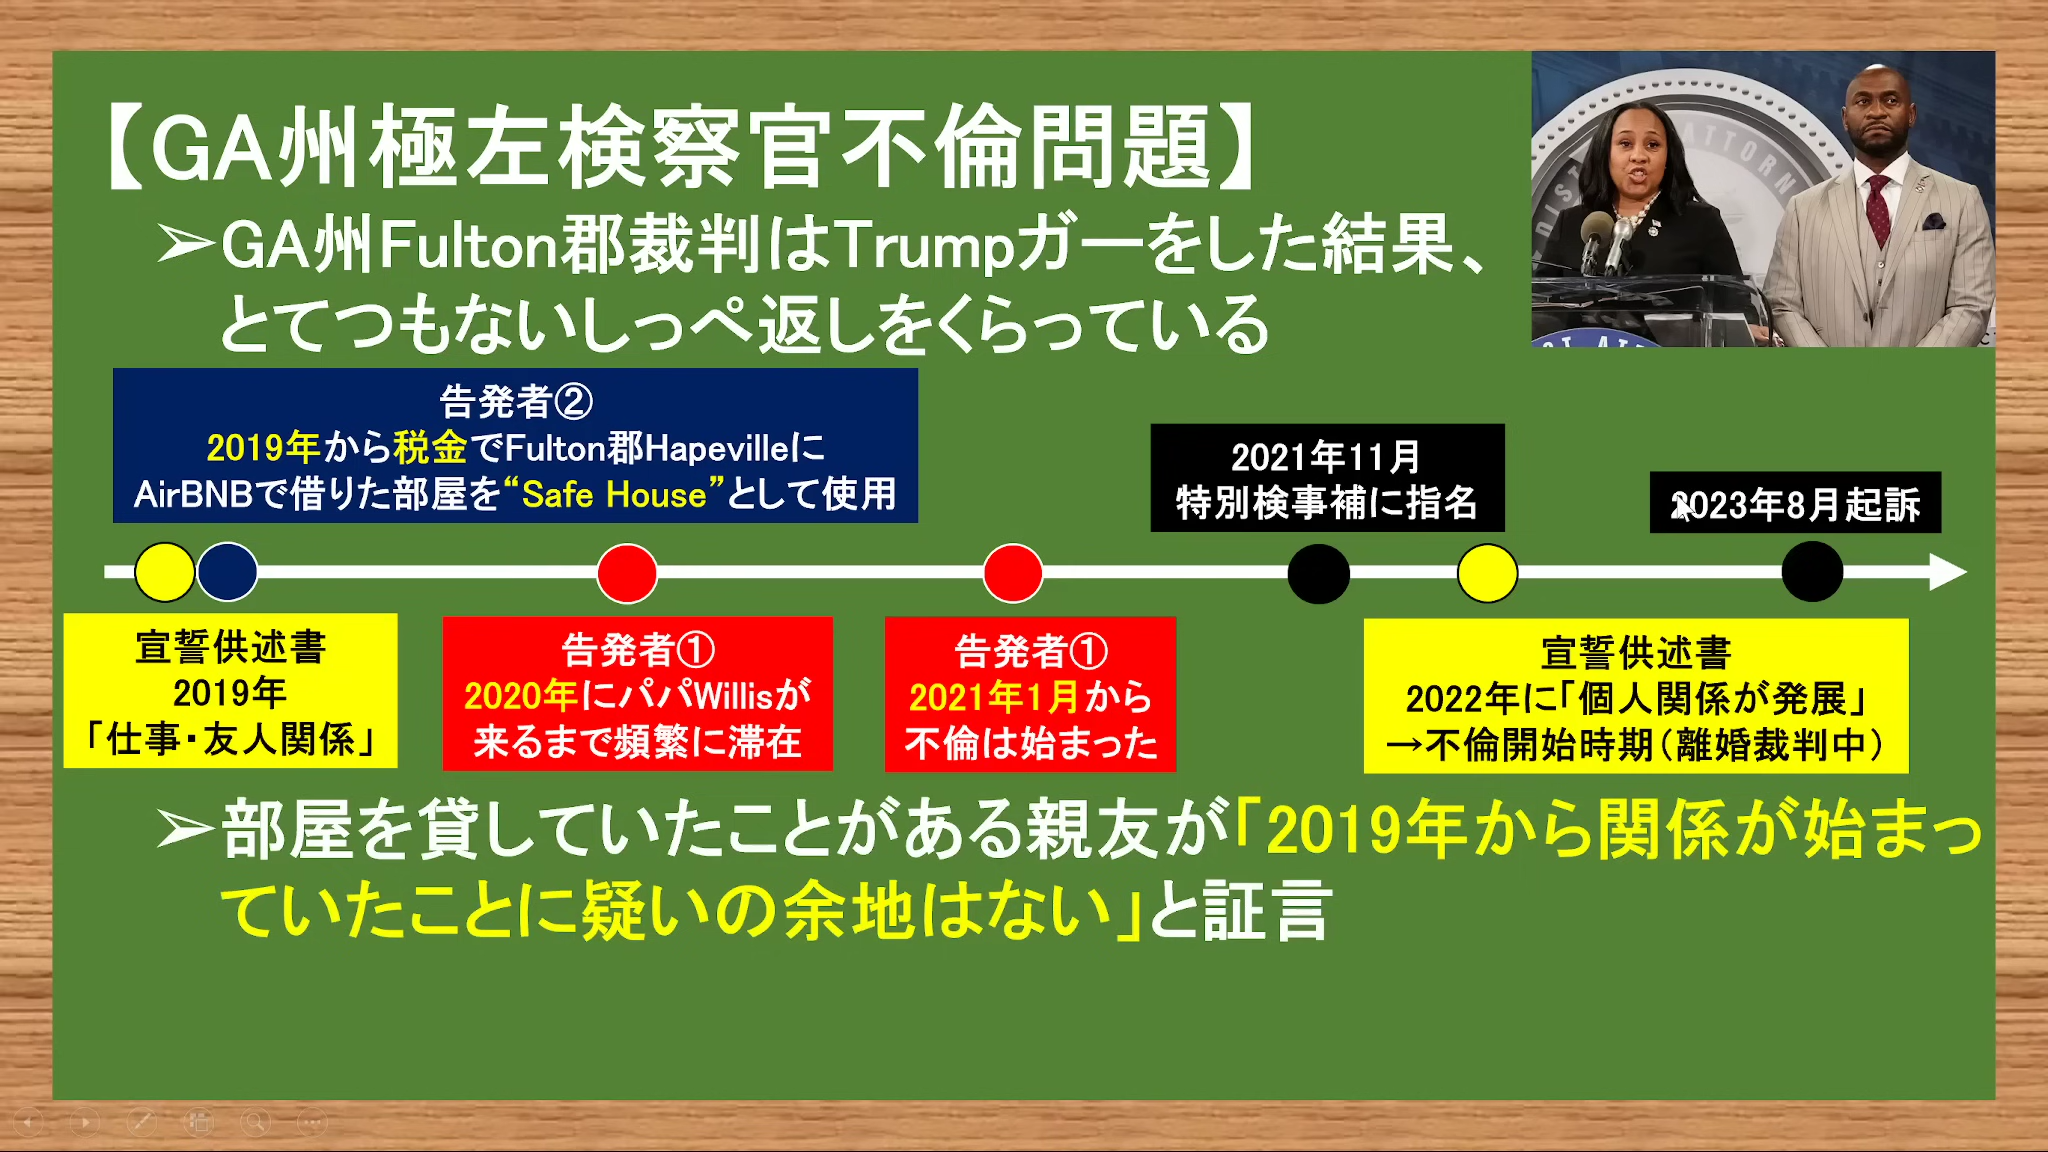 【GA州極左検察官不倫問題】
➢GA州Fulton郡裁判はTrumpガーをした結果、
とてつもないしっぺ返しをくらっている
告発者②
2019年から税金でFulton郡Hapevilleに
AirBNBで借りた部屋を“Safe House”として使用
2021年11月
特別検事補に指名
2023年8月起訴
宣誓供述書
2019年
「仕事・友人関係」
告発者①
2020年にパパWillisが
来るまで頻繁に滞在
告発者①
2021年1月から
不倫は始まった
宣誓供述書
2022年に「個人関係が発展」
→不倫開始時期（離婚裁判中）
➢部屋を貸していたことがある親友が「2019年から関係が始まっ
ていたことに疑いの余地はない」と証言